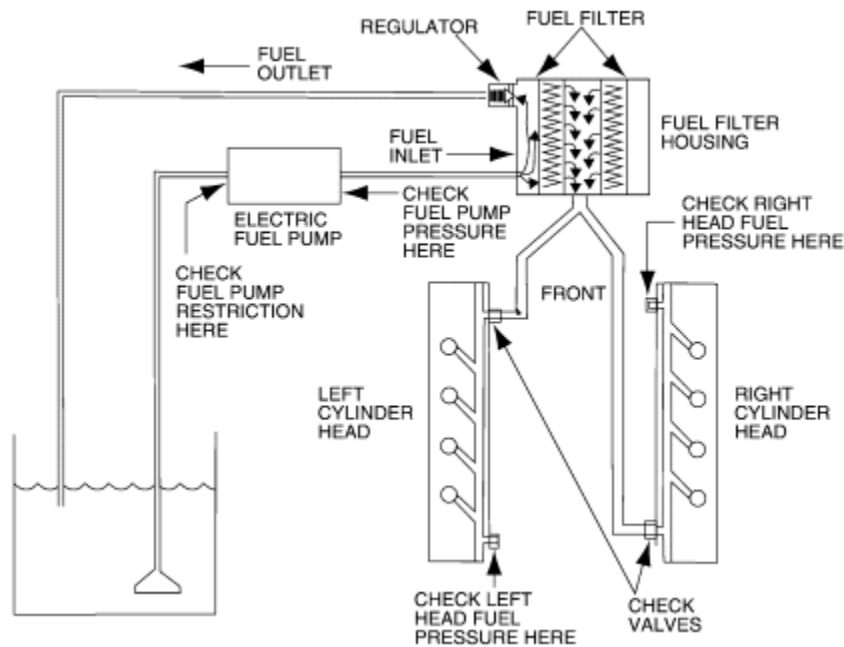 REGULATOR
FUEL FILTER
FUEL
OUTLET
FUEL FILTER
HOUSING
FUEL
INLET
CHECK
FUEL PUMP
PRESSURE
HERE
ELECTRIC
FUEL PUMP
CHECK
FUEL PUMP
RESTRICTION
HERE
CHECK RIGHT
HEAD FUEL
PRESSURE HERE
FRONT
LEFT
CYLINDER
HEAD
RIGHT
CYLINDER
HEAD
CHECK LEFT
HEAD FUEL
PRESSURE HERE
CHECK
VALVES